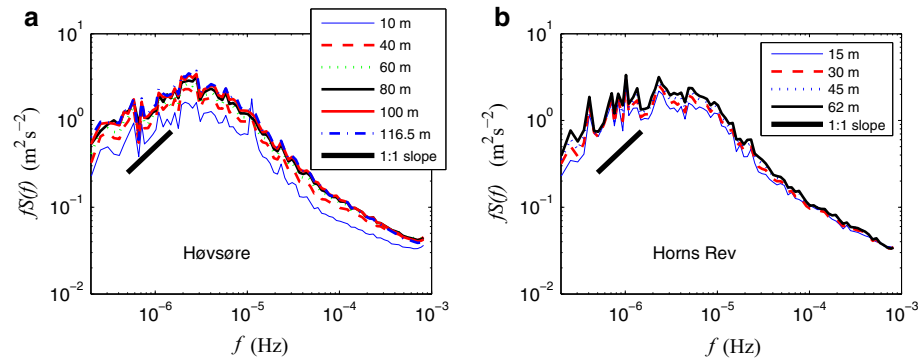 a
10¹
10⁰
10⁻¹
10⁻²
fS(f) (m²s⁻²)
10 m
40 m
60 m
80 m
100 m
116.5 m
1:1 slope
Høvsøre
10⁻⁶ 10⁻⁵ 10⁻⁴ 10⁻³
f (Hz)
b
10¹
10⁰
10⁻¹
10⁻²
fS(f) (m²s⁻²)
15 m
30 m
45 m
62 m
1:1 slope
Horns Rev
10⁻⁶ 10⁻⁵ 10⁻⁴ 10⁻³
f (Hz)